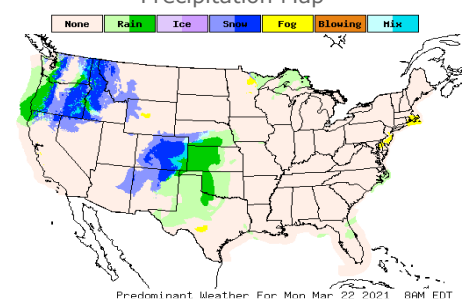 Precipitation Map
None Rain Ice Snow Fog Blowing Mix
Predominant Weather For Mon Mar 22 2021 8AM EDT